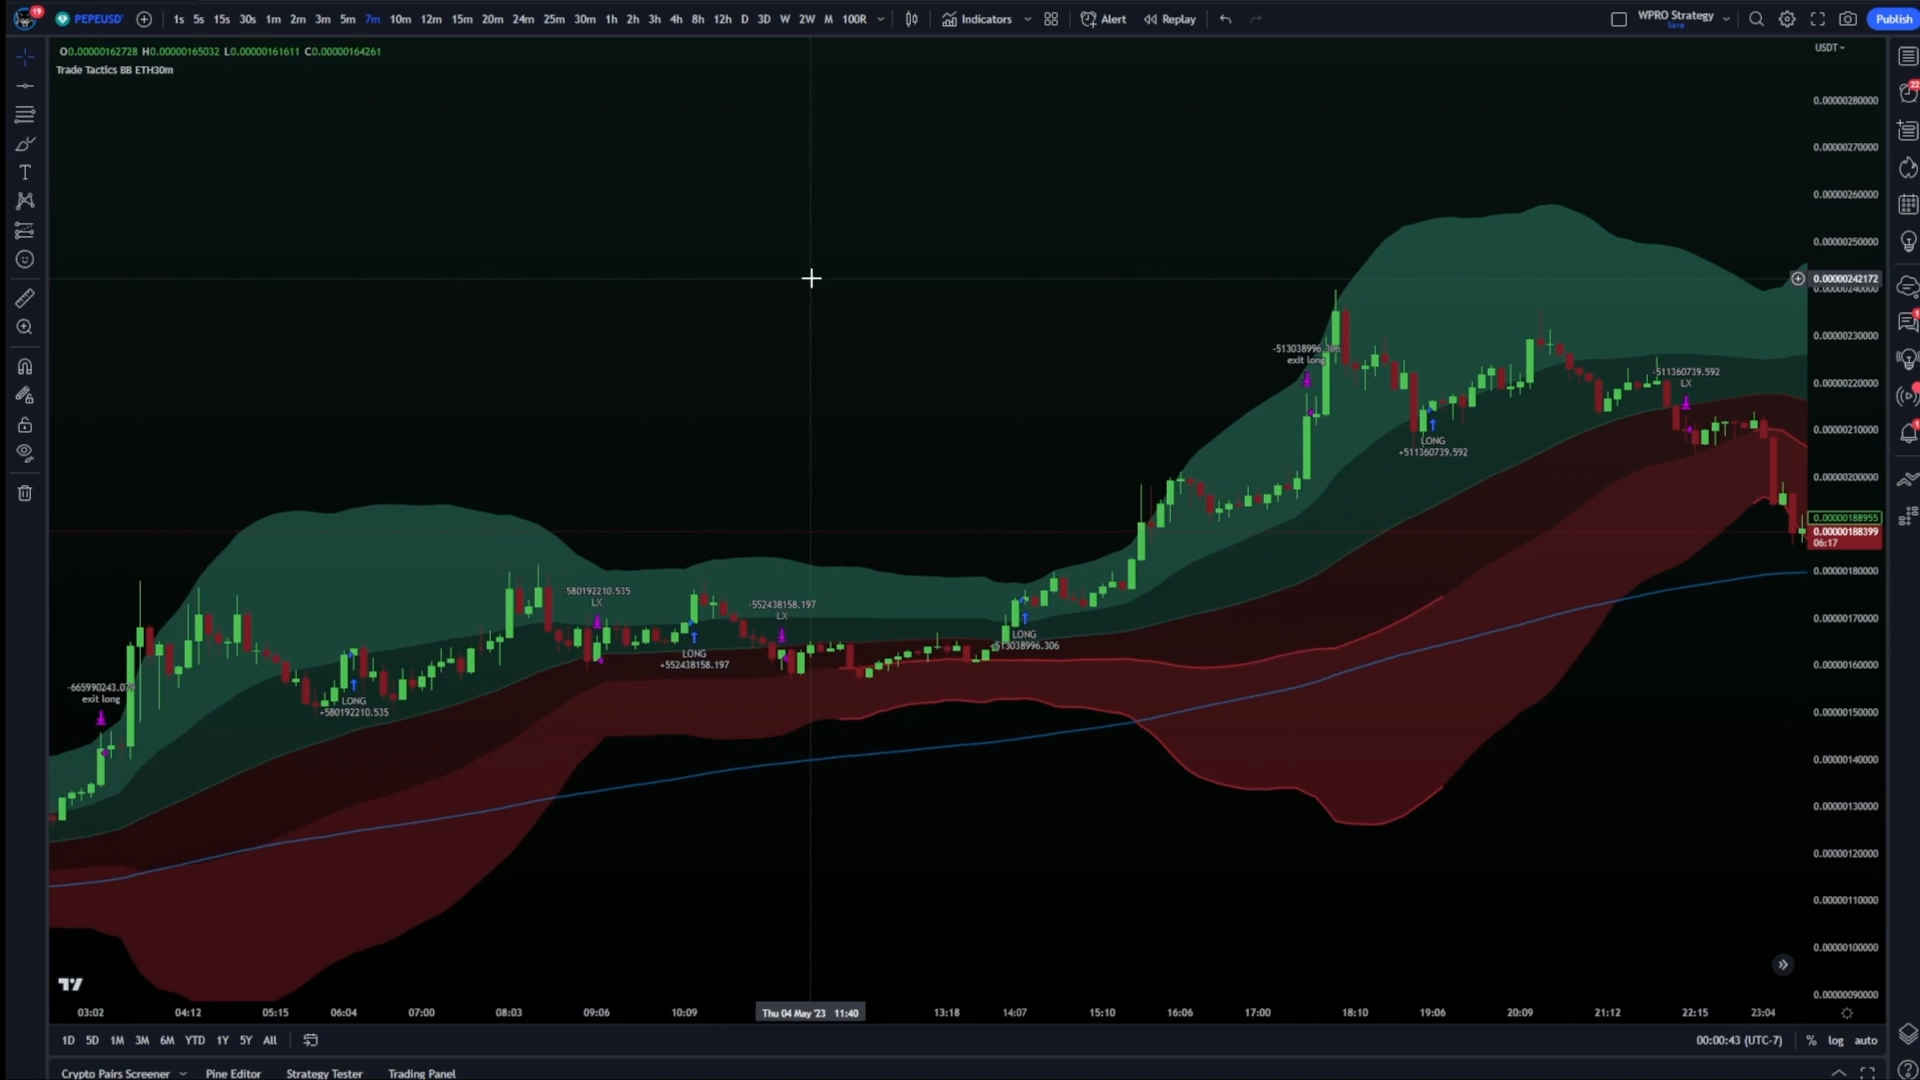 19 PEPEUSD 1s 5s 15s 30s 1m 2m 3m 5m 7m 10m 12m 15m 20m 24m 25m 30m 1h 2h 3h 4h 8h 12h D 3D W 2W M 100R Indicators Alert Replay WPRO Strategy Publish
Save
O0.00000162728 H0.00000165032 L0.00000161611 C0.00000164261
Trade Tactics BB ETH30m
USDT
22
0.00000280000
0.00000270000
0.00000260000
0.00000250000
0.00000242172
0.00000240000
0.00000230000
0.00000220000
0.00000210000
0.00000200000
0.00000188955
0.00000188399
06:17
0.00000180000
0.00000170000
0.00000160000
0.00000150000
0.00000140000
0.00000130000
0.00000120000
0.00000110000
0.00000100000
0.00000090000
exit long
LONG
+580192210.535
-580192210.535
LX
LONG
+552438158.197
-552438158.197
LX
LONG
+513038996.306
-513038996.306
exit long
LONG
+511360739.592
-511360739.592
LX
03:02 04:12 05:15 06:04 07:00 08:03 09:06 10:09 Thu 04 May '23 11:40 13:18 14:07 15:10 16:06 17:00 18:10 19:06 20:09 21:12 22:15 23:04
1D 5D 1M 3M 6M YTD 1Y 5Y All 00:00:43 (UTC-7) % log auto
Crypto Pairs Screener Pine Editor Strategy Tester Trading Panel